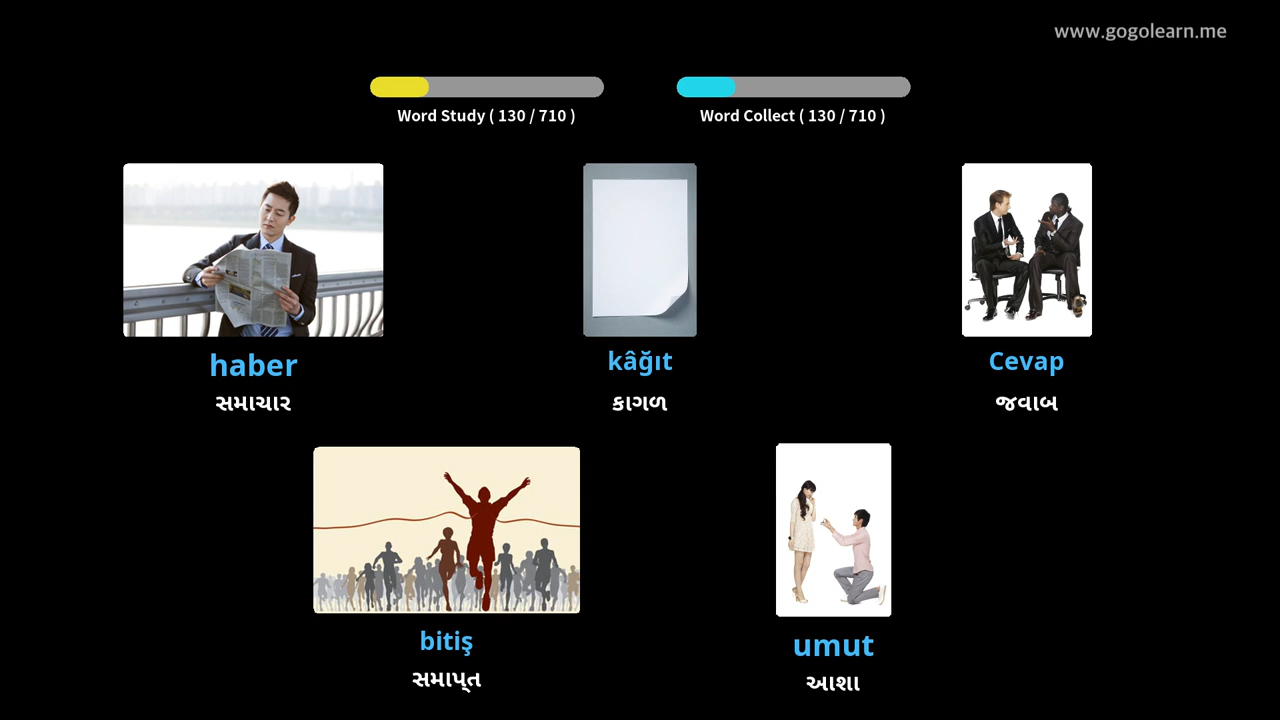 www.gogolearn.me
Word Study ( 130 / 710 )
Word Collect ( 130 / 710 )
haber
kâğıt
Cevap
સમાચાર
કાગળ
જવાબ
bitiş
umut
સમાપ્ત
આશા